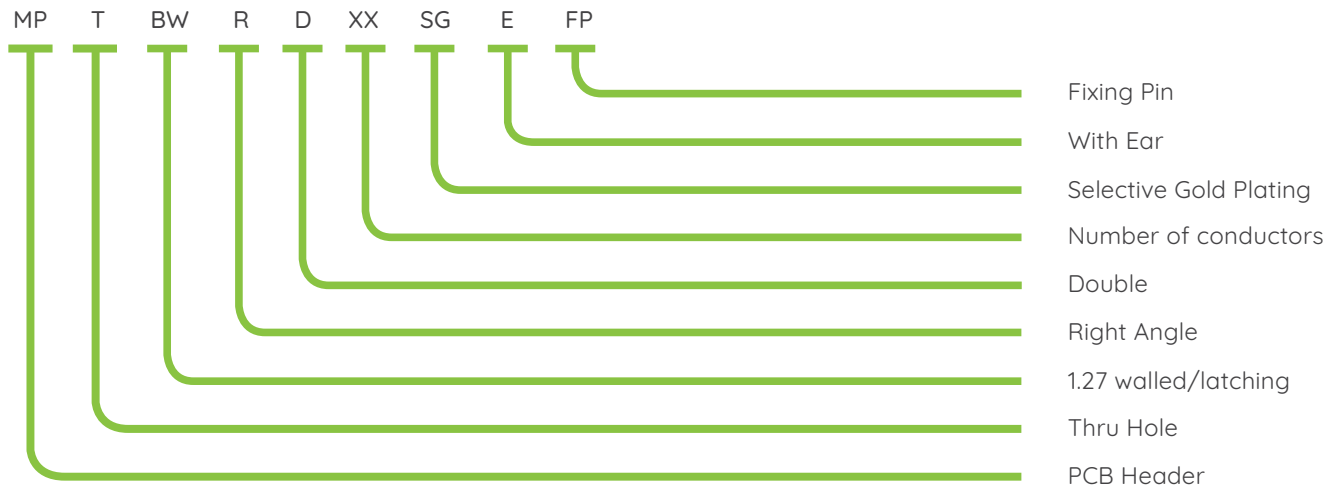 MP T BW R D XX SG E FP
Fixing Pin
With Ear
Selective Gold Plating
Number of conductors
Double
Right Angle
1.27 walled/latching
Thru Hole
PCB Header